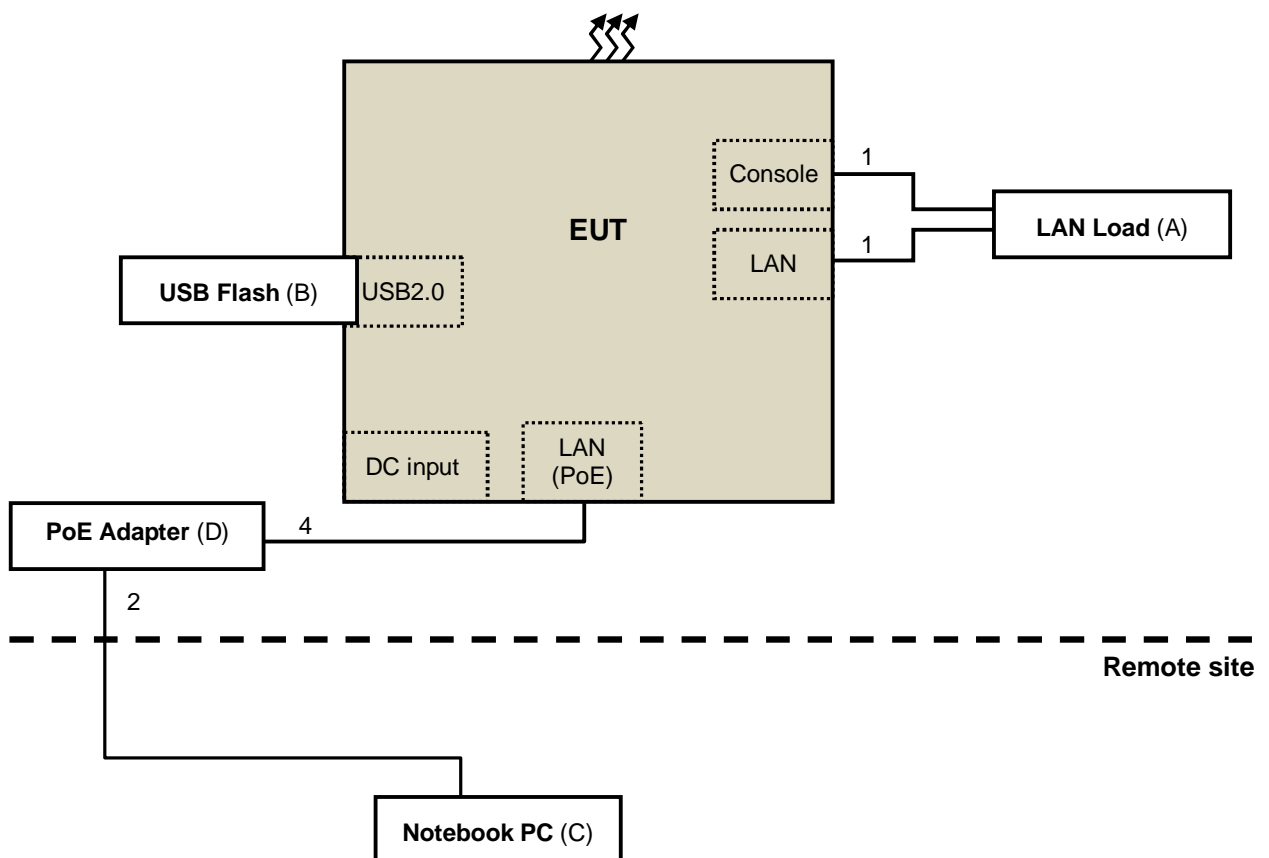 Console
1
EUT
LAN Load (A)
1
LAN
USB Flash (B)
USB2.0
DC input
LAN
(PoE)
PoE Adapter (D)
4
2
Remote site
Notebook PC (C)